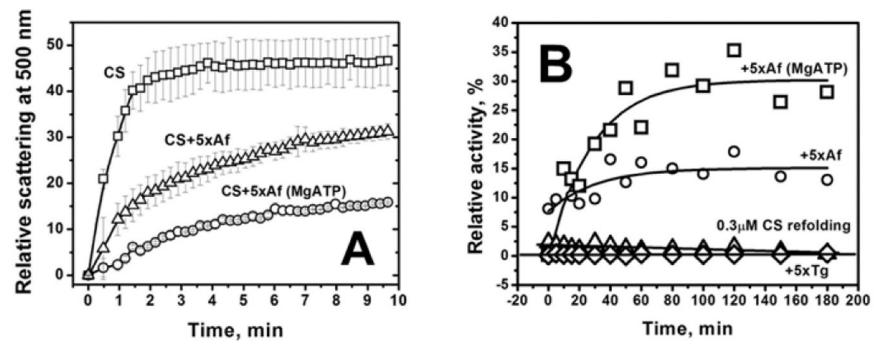 Relative scattering at 500 nm
50
40
30
20
10
0
CS
CS+5xAf
CS+5xAf (MgATP)
A
0 1 2 3 4 5 6 7 8 9 10
Time, min
Relative activity, %
40
35
30
25
20
15
10
5
0
-5
B
+5xAf (MgATP)
+5xAf
0.3µM CS refolding
+5xTg
-20 0 20 40 60 80 100 120 140 160 180 200
Time, min